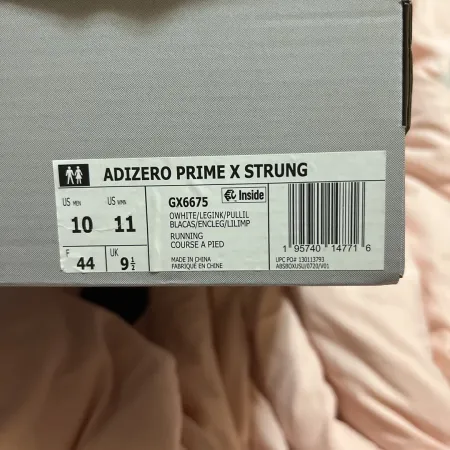 ADIZERO PRIME X STRUNG
US MEN 10
US WMN 11
F 44
UK 9½
GX6675
Inside
OWHITE/LEGINK/PULLIL
BLACAS/ENCLEG/LILIMP
RUNNING
COURSE A PIED
MADE IN CHINA
FABRIQUÉ EN CHINE
1 95740 14771 6
UPC PO# 130113793